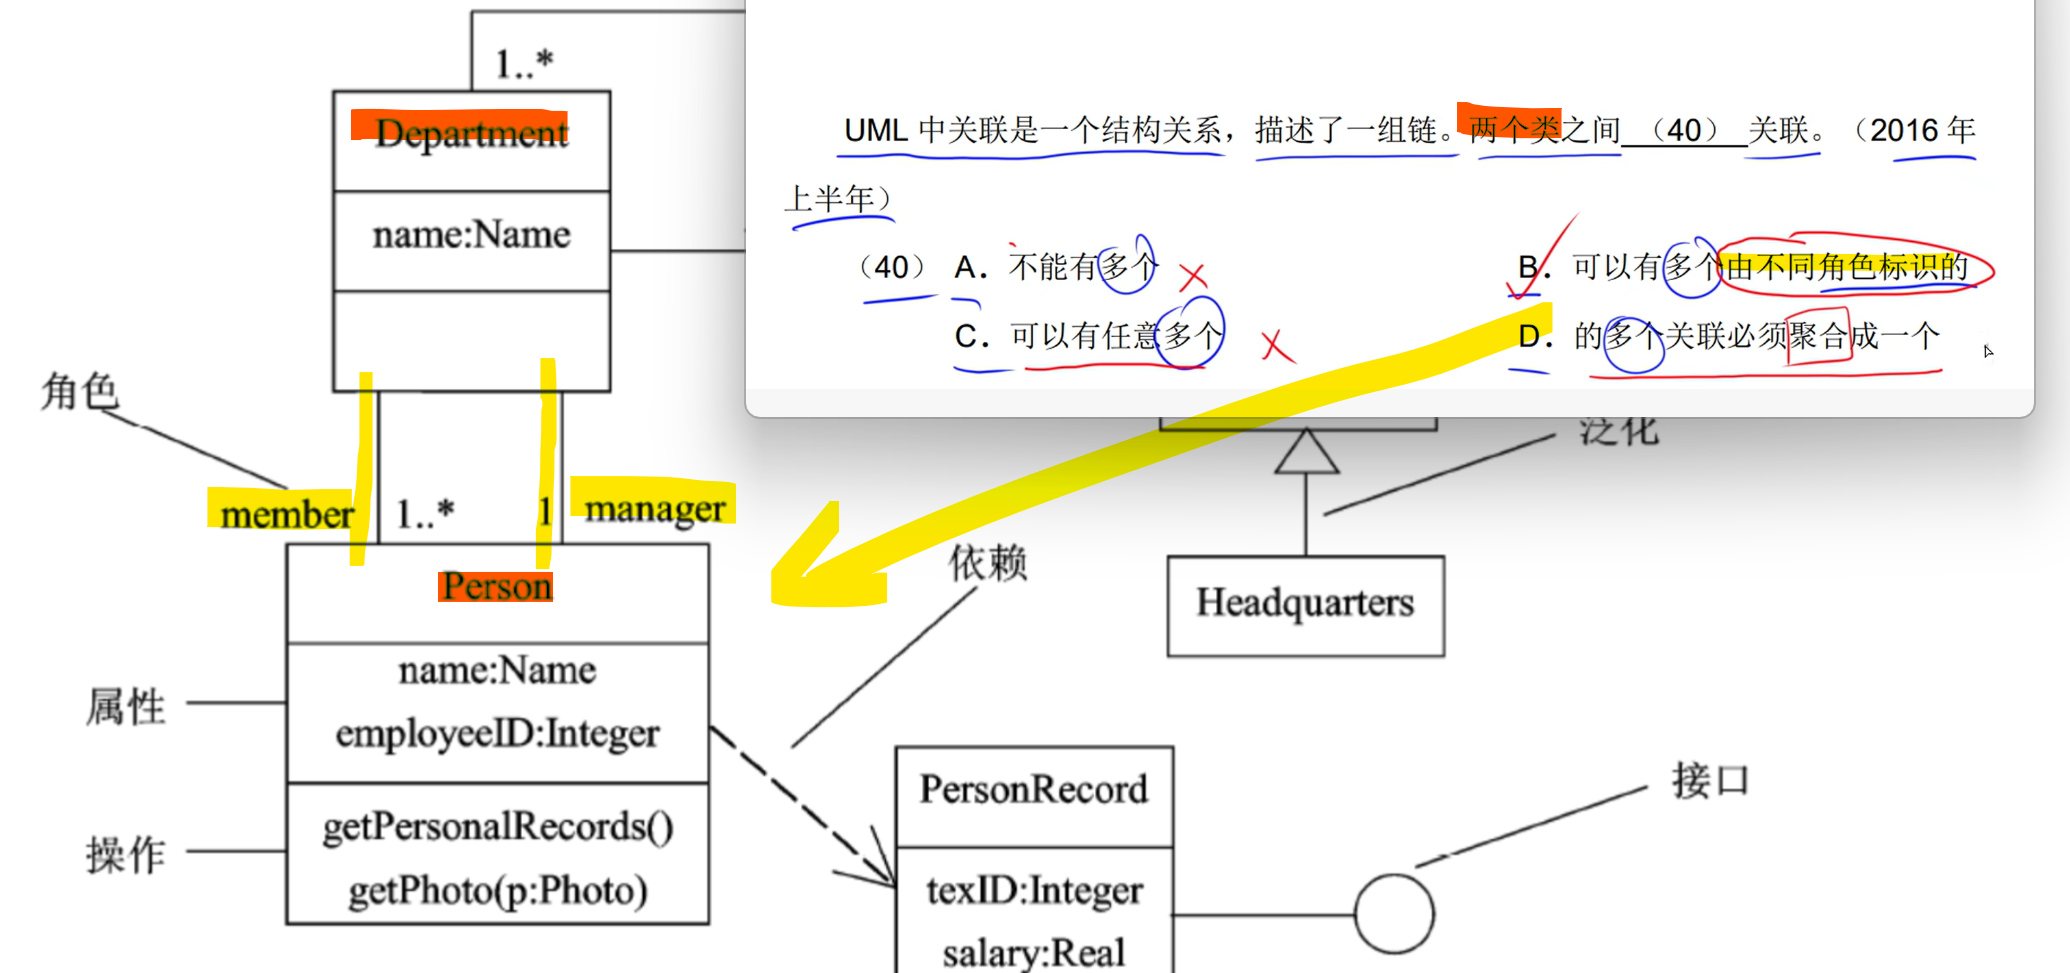 1..*
Department
name:Name
UML 中关联是一个结构关系，描述了一组链。两个类之间 （40） 关联。（2016 年
上半年）
（40） A. 不能有多个
B. 可以有多个由不同角色标识的
C. 可以有任意多个
D. 的多个关联必须聚合成一个
角色
泛化
member
1..*
1
manager
Person
依赖
Headquarters
属性
name:Name
employeeID:Integer
PersonRecord
接口
操作
getPersonalRecords()
getPhoto(p:Photo)
texID:Integer
salary:Real